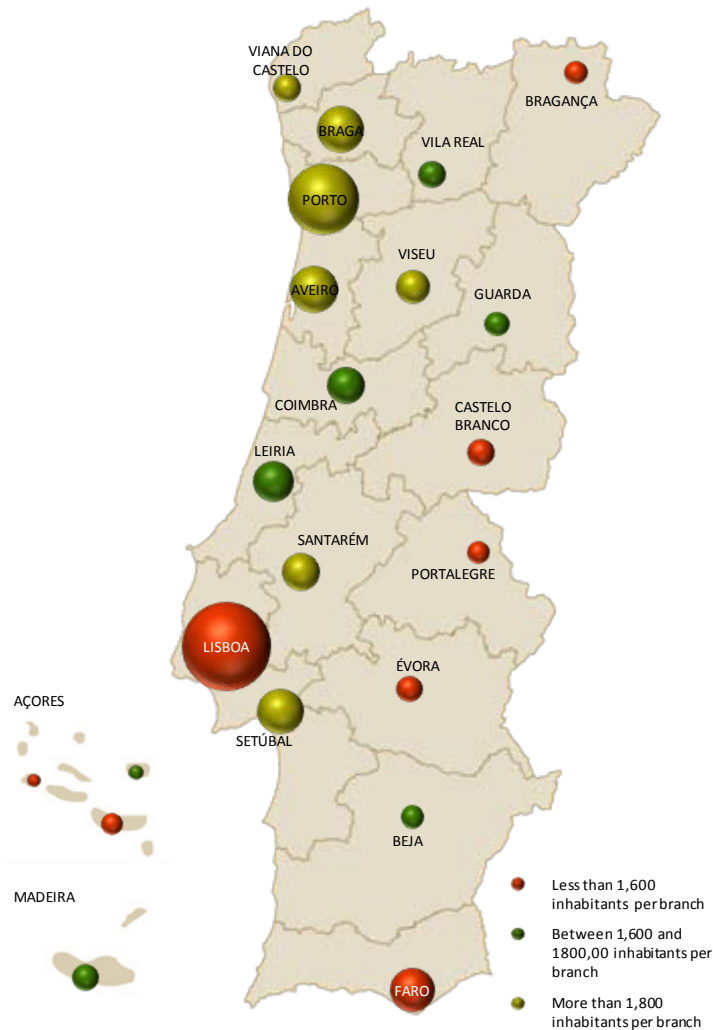 VIANA DO
CASTELO
BRAGANÇA
BRAGA
VILA REAL
PORTO
VISEU
AVEIRO
GUARDA
COIMBRA
CASTELO
BRANCO
LEIRIA
SANTARÉM
PORTALEGRE
LISBOA
ÉVORA
AÇORES
SETÚBAL
BEJA
MADEIRA
Less than 1,600
inhabitants per branch
Between 1,600 and
1800,00 inhabitants per
branch
FARO
More than 1,800
inhabitants per branch